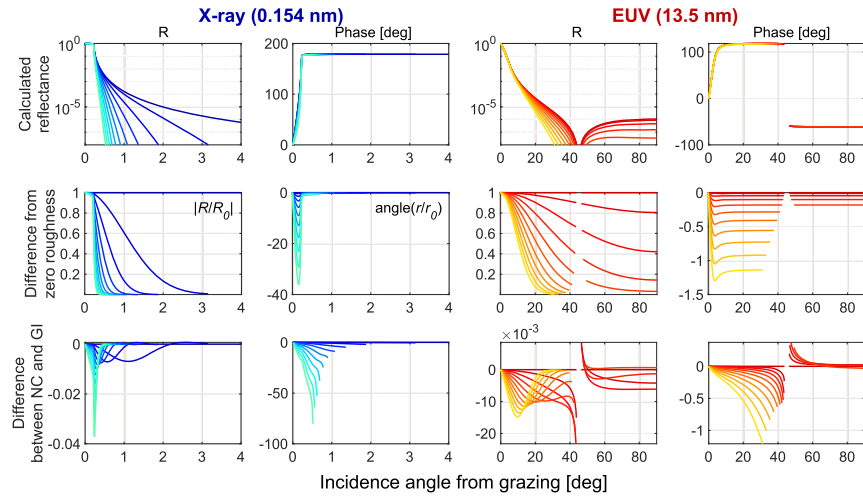 X-ray (0.154 nm)
EUV (13.5 nm)
R
Phase [deg]
R
Phase [deg]
Calculated
reflectance
10^0
10^-5
0 1 2 3 4
200
100
0
0 1 2 3 4
10^0
10^-5
0 20 40 60 80
100
0
-100
0 20 40 60 80
Difference from
zero roughness
1
0.8
0.6
0.4
0.2
|R/R_0|
0 1 2 3 4
0
-20
-40
angle(r/r_0)
0 1 2 3 4
1
0.8
0.6
0.4
0.2
0 20 40 60 80
0
-0.5
-1
-1.5
0 20 40 60 80
Difference
between NC and GI
0
-0.02
-0.04
0 1 2 3 4
0
-50
-100
0 1 2 3 4
×10^-3
0
-10
-20
0 20 40 60 80
0
-0.5
-1
0 20 40 60 80
Incidence angle from grazing [deg]